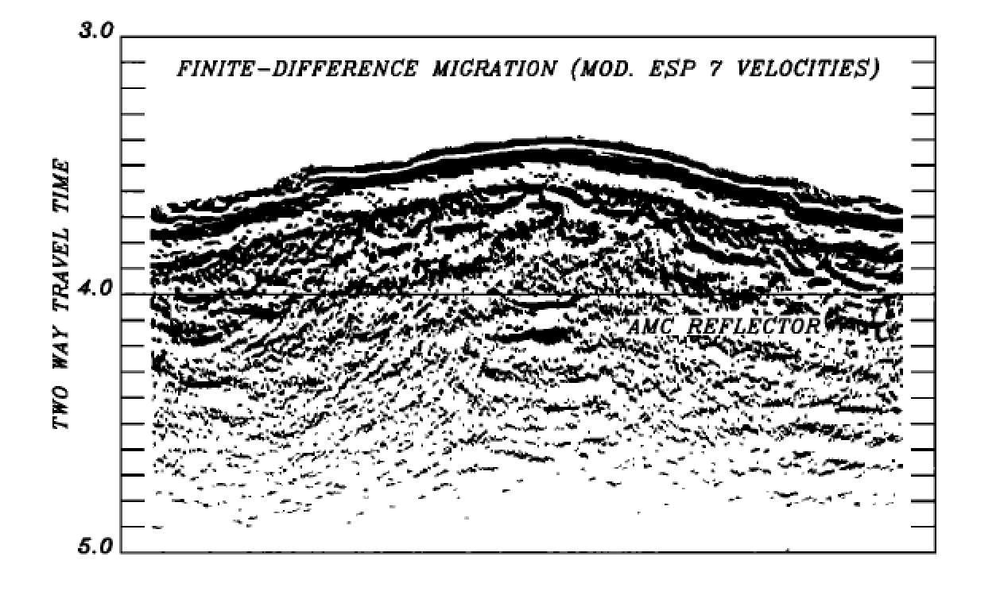 3.0
FINITE-DIFFERENCE MIGRATION (MOD. ESP 7 VELOCITIES)
TWO WAY TRAVEL TIME
4.0
AMC REFLECTOR
5.0